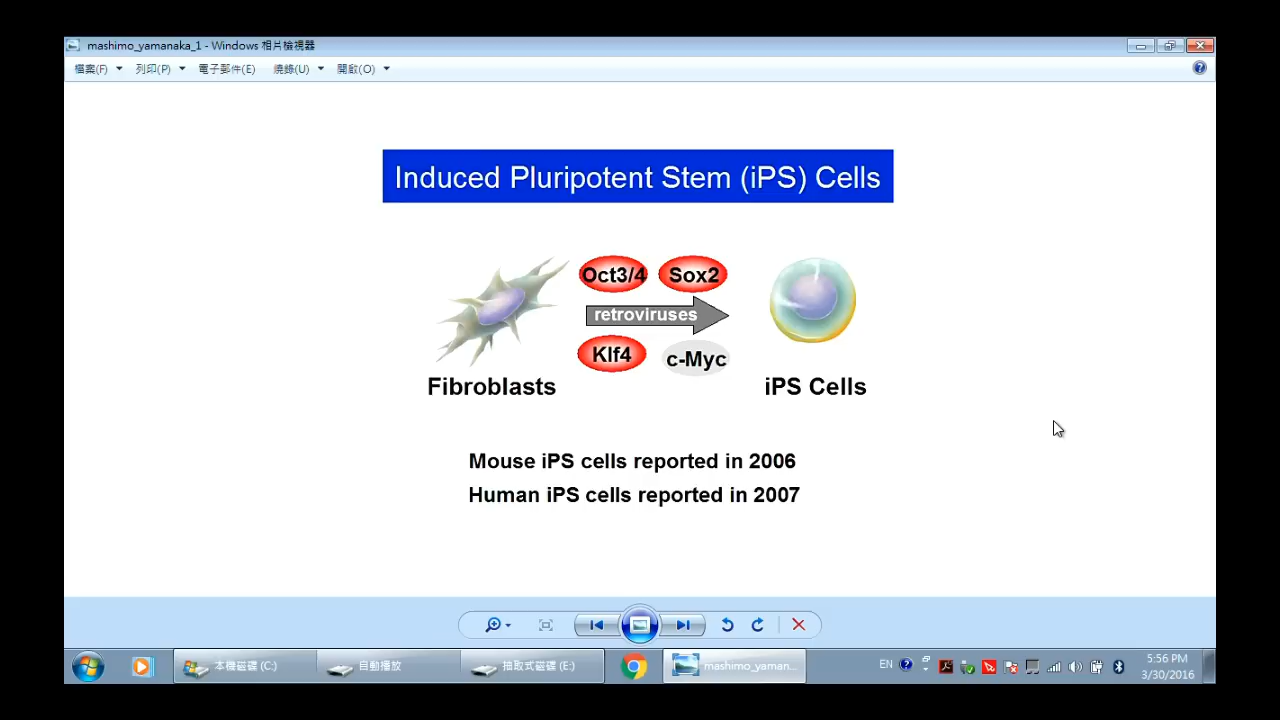 mashimo_yamanaka_1 - Windows 相片檢視器
檔案(F) 列印(P) 電子郵件(E) 燒錄(U) 開啟(O)
Induced Pluripotent Stem (iPS) Cells
Oct3/4 Sox2
retroviruses
Klf4 c-Myc
Fibroblasts iPS Cells
Mouse iPS cells reported in 2006
Human iPS cells reported in 2007
本機磁碟 (C:) 自動播放 抽取式磁碟 (E:) mashimo_yaman... EN 5:56 PM
3/30/2016